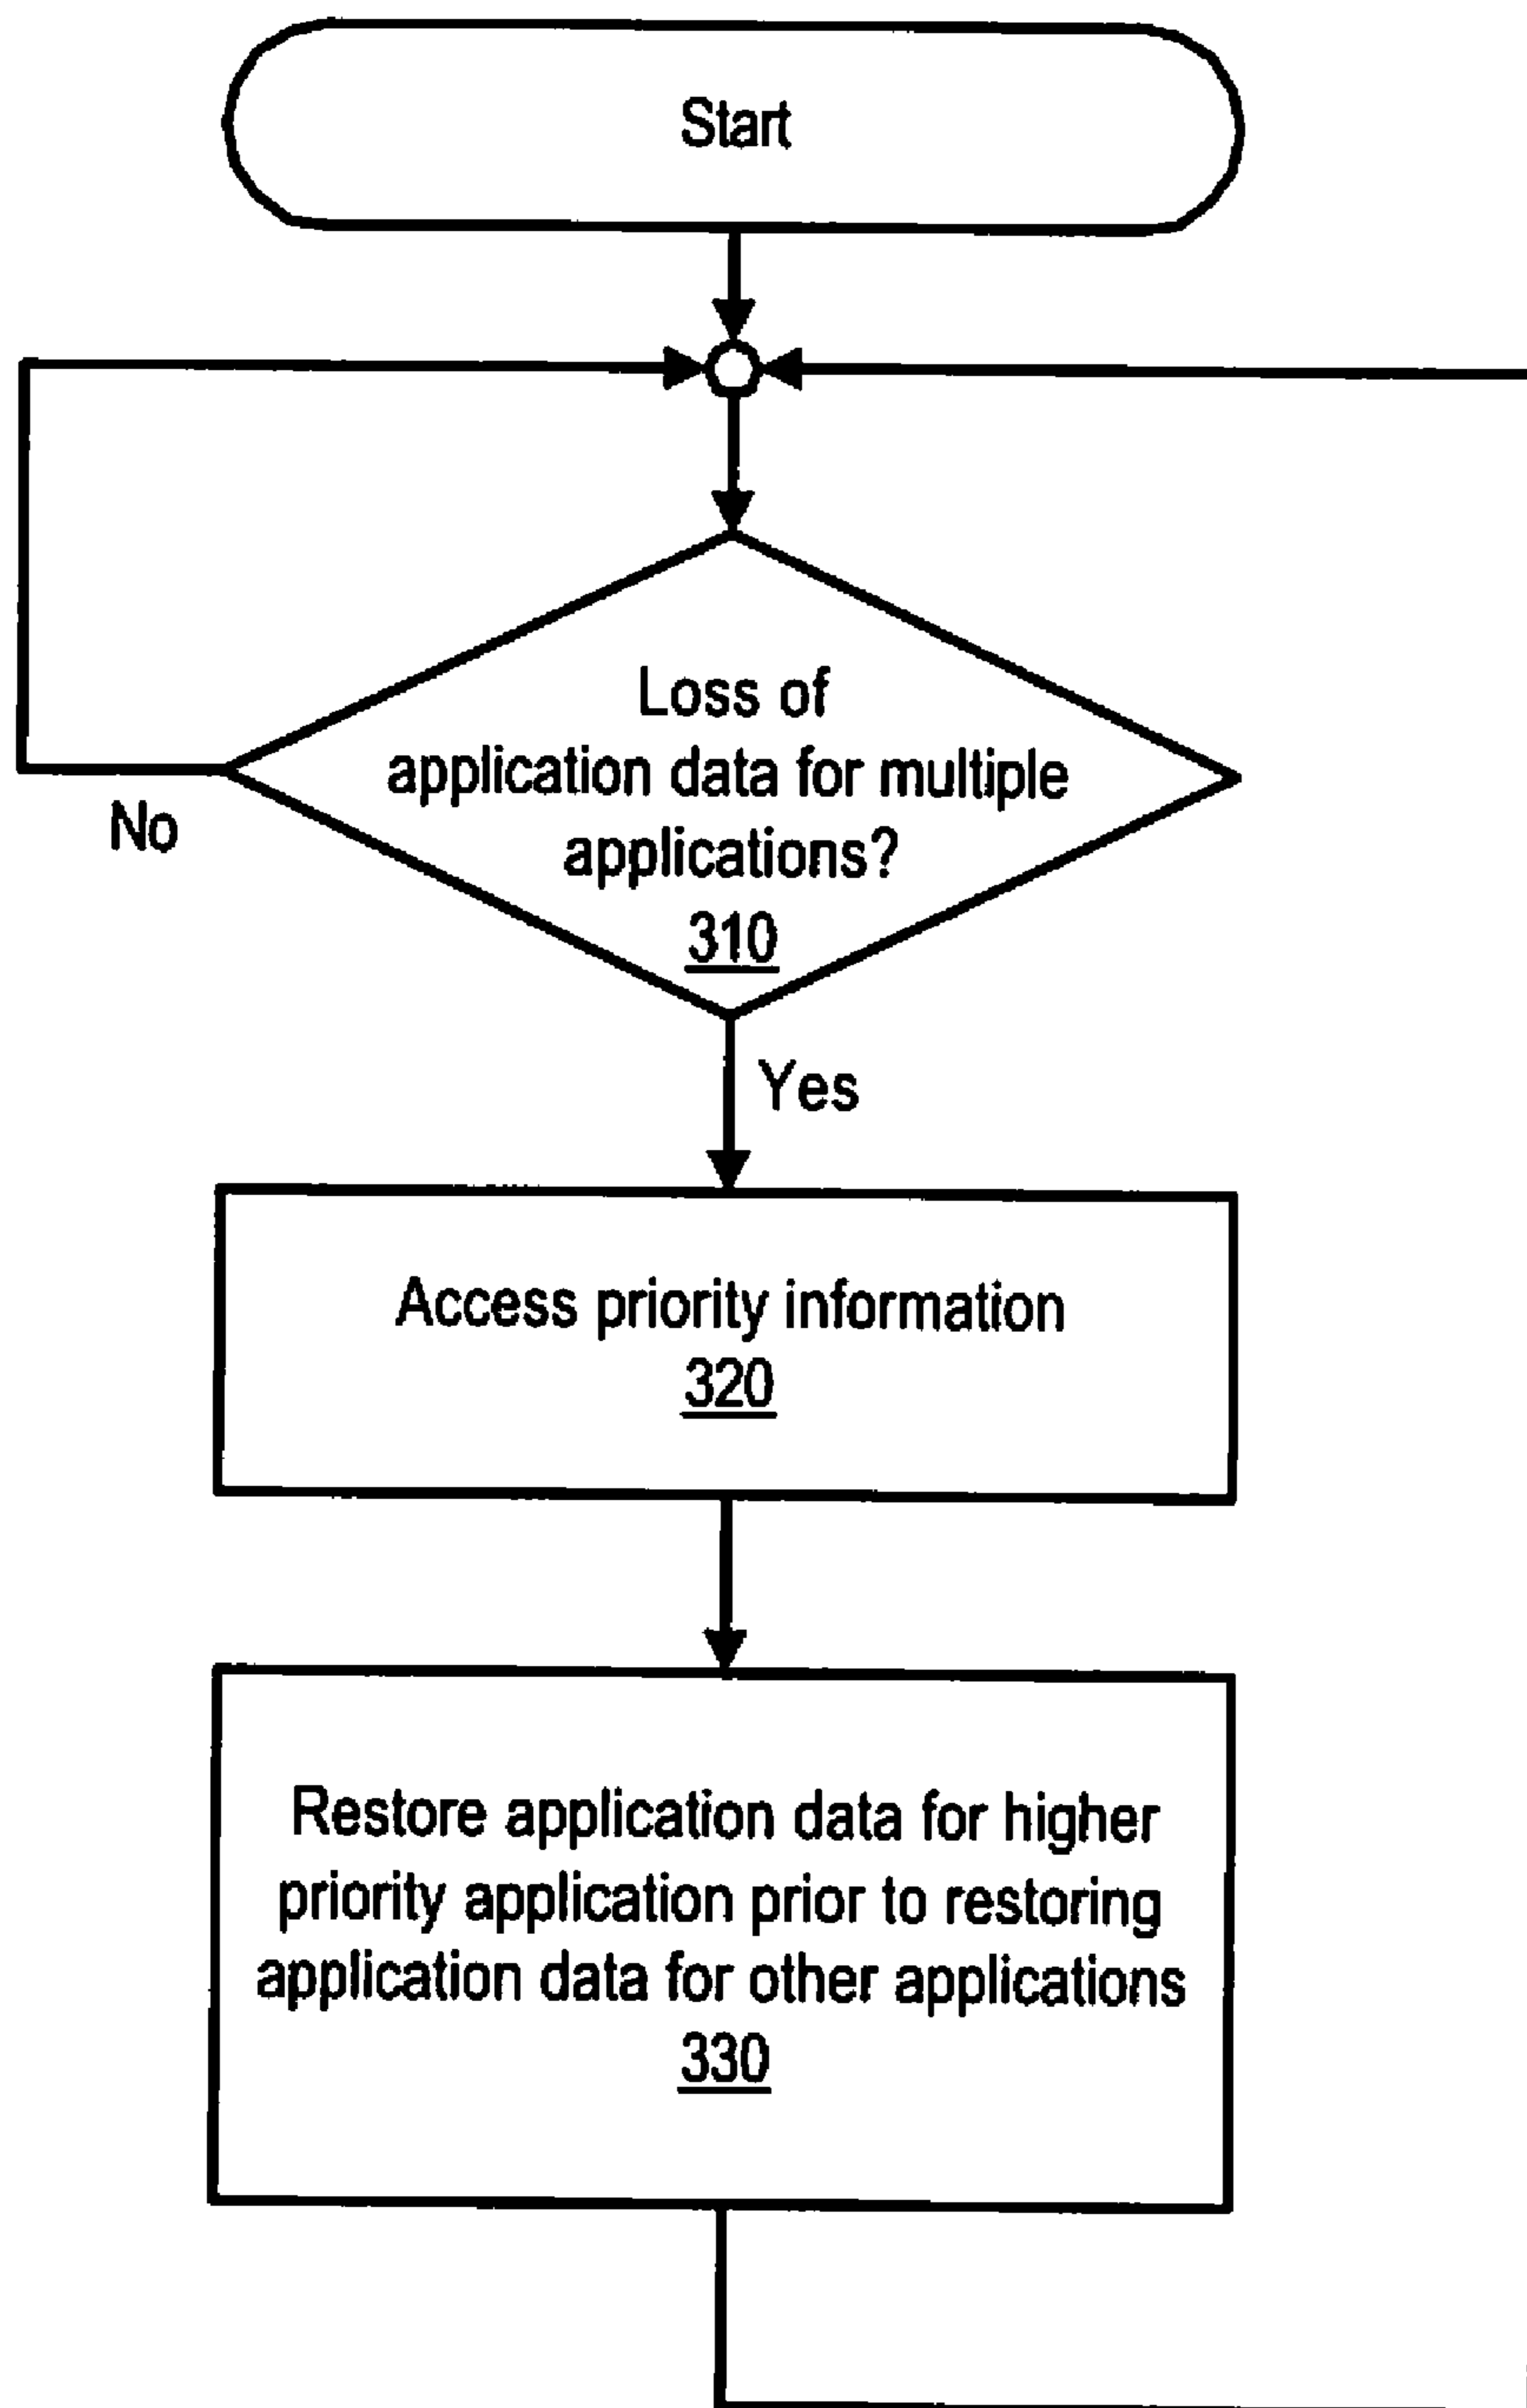 Start
Loss of
application data for multiple
applications?
310
No
Yes
Access priority information
320
Restore application data for higher
priority application prior to restoring
application data for other applications
330